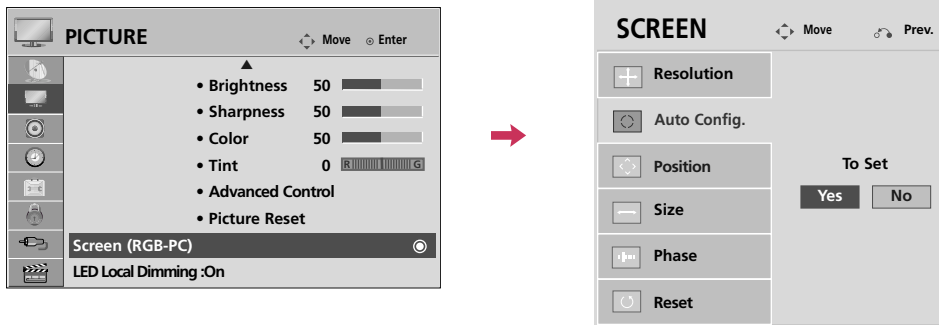 PICTURE
Move
Enter
• Brightness 50
• Sharpness 50
• Color 50
• Tint 0 R G
• Advanced Control
• Picture Reset
Screen (RGB-PC)
LED Local Dimming :On
SCREEN
Move
Prev.
Resolution
Auto Config.
Position
Size
Phase
Reset
To Set
Yes
No